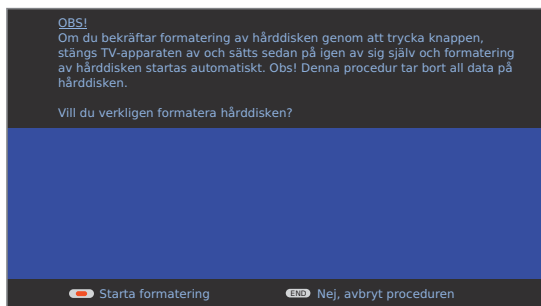 OBS!
Om du bekräftar formatering av hårddisken genom att trycka knappen,
stängs TV-apparaten av och sätts sedan på igen av sig själv och formatering
av hårddisken startas automatiskt. Obs! Denna procedur tar bort all data på
hårddisken.
Vill du verkligen formatera hårddisken?
Starta formatering
END Nej, avbryt proceduren